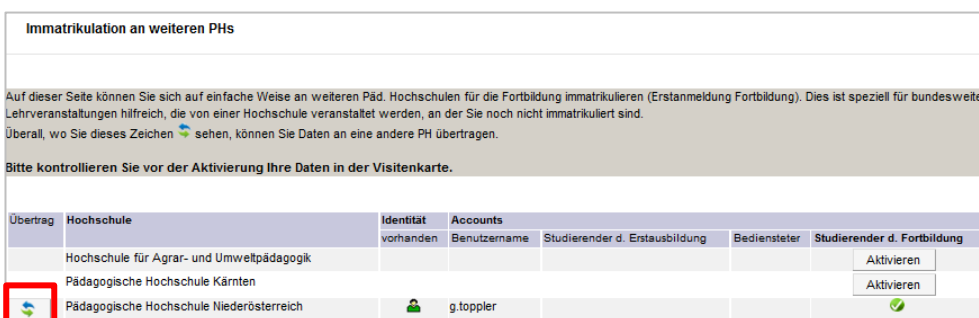 Immatrikulation an weiteren PHs
Auf dieser Seite können Sie sich auf einfache Weise an weiteren Päd. Hochschulen für die Fortbildung immatrikulieren (Erstanmeldung Fortbildung). Dies ist speziell für bundesweite
Lehrveranstaltungen hilfreich, die von einer Hochschule veranstaltet werden, an der Sie noch nicht immatrikuliert sind.
Überall, wo Sie dieses Zeichen sehen, können Sie Daten an eine andere PH übertragen.
Bitte kontrollieren Sie vor der Aktivierung Ihre Daten in der Visitenkarte.
Übertrag Hochschule Identität Accounts
vorhanden Benutzername Studierender d. Erstausbildung Bediensteter Studierender d. Fortbildung
Hochschule für Agrar- und Umweltpädagogik Aktivieren
Pädagogische Hochschule Kärnten Aktivieren
Pädagogische Hochschule Niederösterreich g.toppler